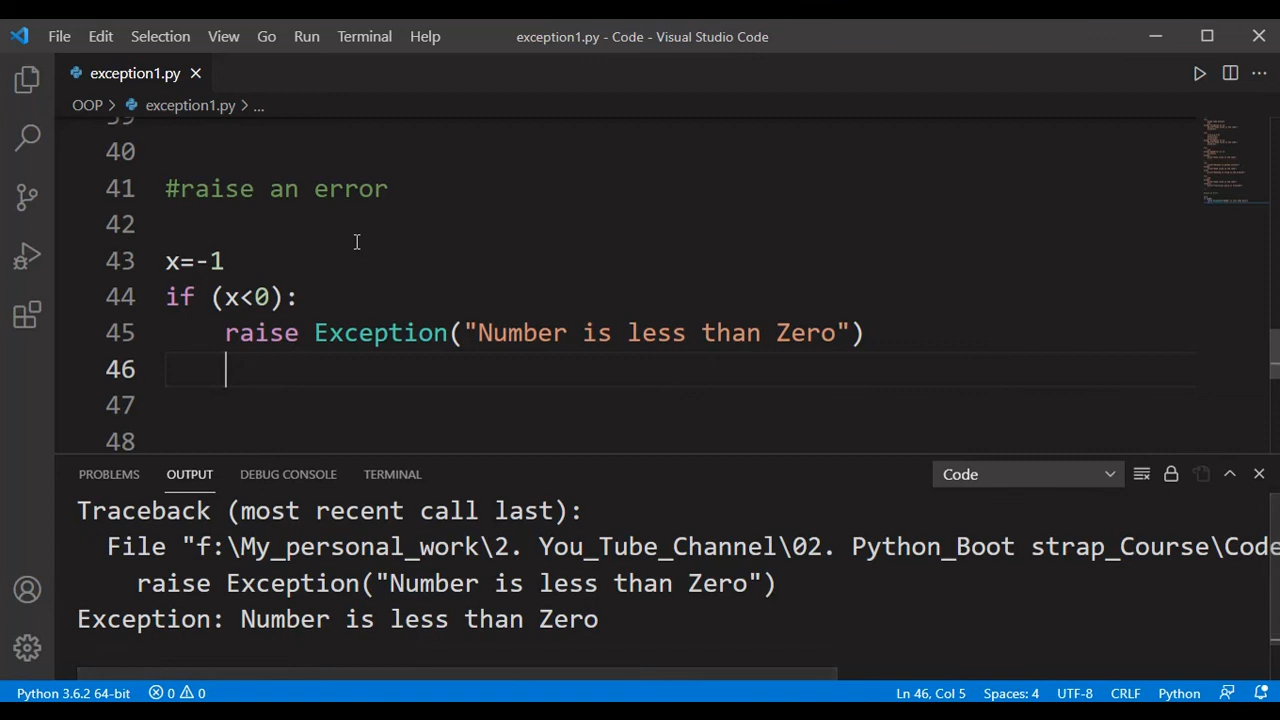 File Edit Selection View Go Run Terminal Help exception1.py - Code - Visual Studio Code
exception1.py
OOP > exception1.py > ...
39
40
41 #raise an error
42
43 x=-1
44 if (x<0):
45 raise Exception("Number is less than Zero")
46
47
48
PROBLEMS OUTPUT DEBUG CONSOLE TERMINAL Code
Traceback (most recent call last):
File "f:\My_personal_work\2. You_Tube_Channel\02. Python_Boot strap_Course\Code
raise Exception("Number is less than Zero")
Exception: Number is less than Zero
Python 3.6.2 64-bit 0 0 Ln 46, Col 5 Spaces: 4 UTF-8 CRLF Python